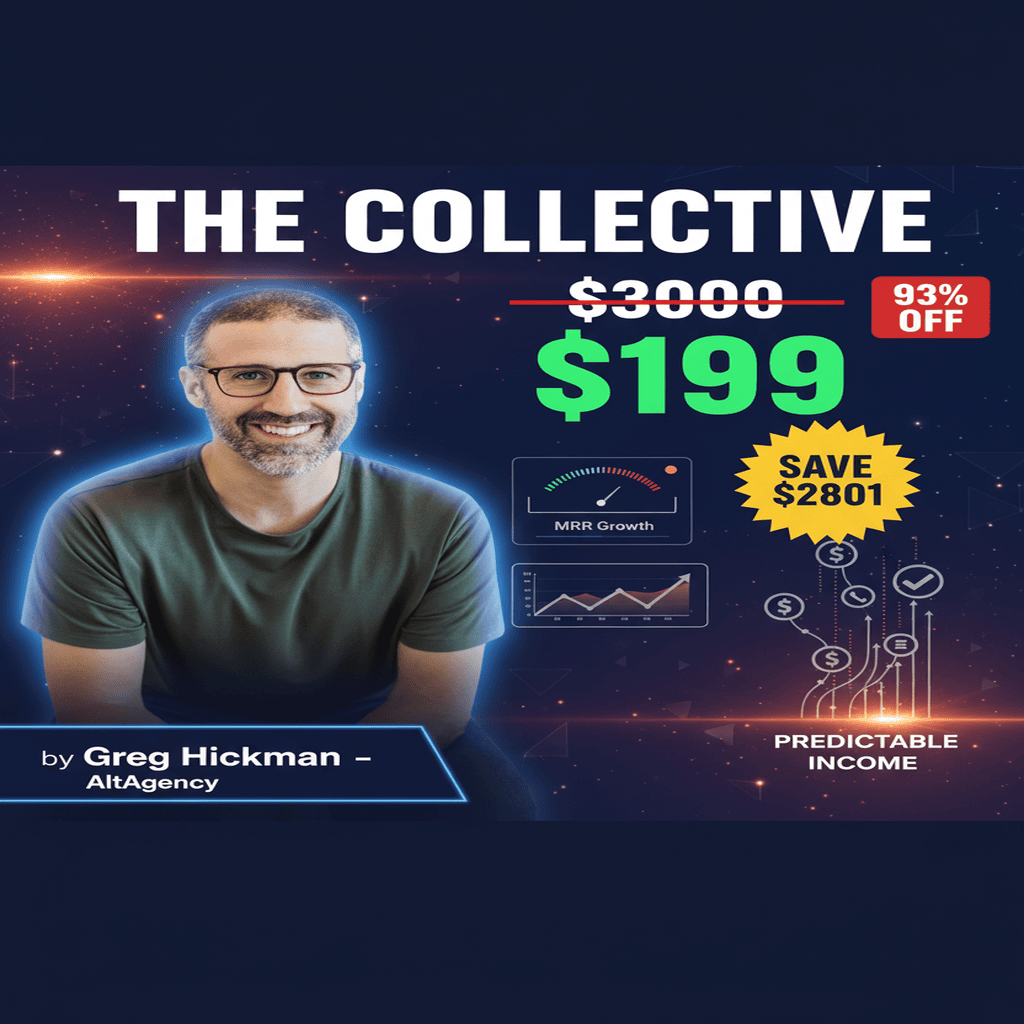 THE COLLECTIVE
$3000
93%
OFF
$199
SAVE
$2801
MRR Growth
by Greg Hickman –
AltAgency
PREDICTABLE
INCOME